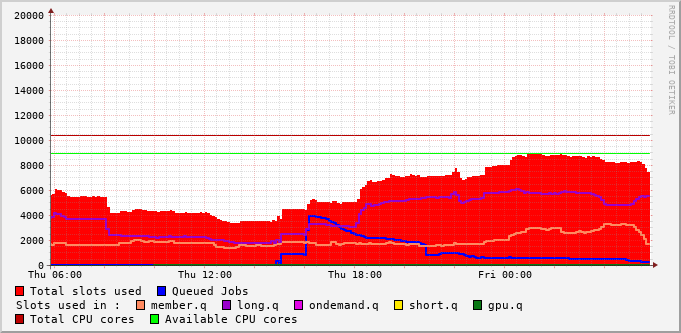 20000
18000
16000
14000
12000
10000
8000
6000
4000
2000
0
Thu 06:00 Thu 12:00 Thu 18:00 Fri 00:00
RRDTOOL / TOBI OETIKER
Total slots used Queued Jobs
Slots used in : member.q long.q ondemand.q short.q gpu.q
Total CPU cores Available CPU cores